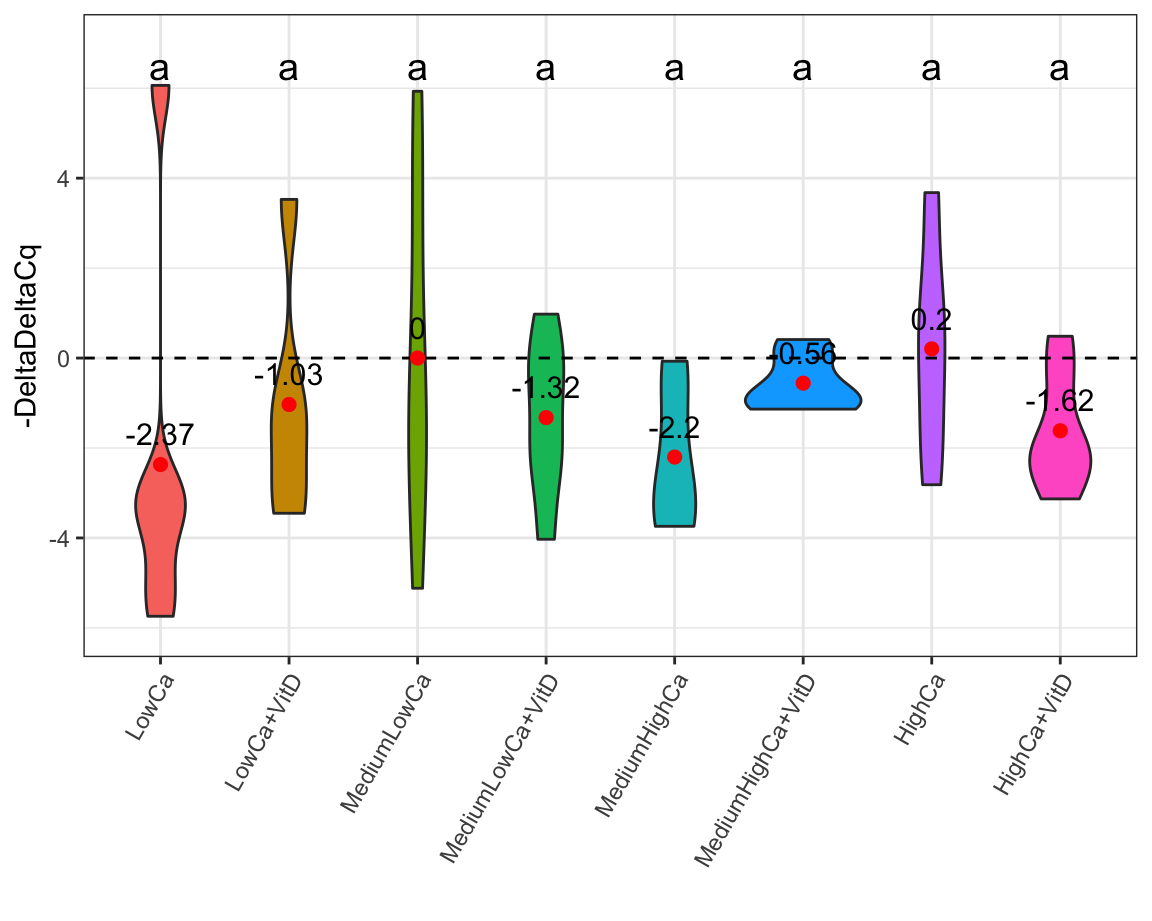 a a a a a a a a
4
0
-4
-DeltaDeltaCq
-2.37
-1.03
0
-1.32
-2.2
-0.56
0.2
-1.62
LowCa
LowCa+VitD
MediumLowCa
MediumLowCa+VitD
MediumHighCa
MediumHighCa+VitD
HighCa
HighCa+VitD